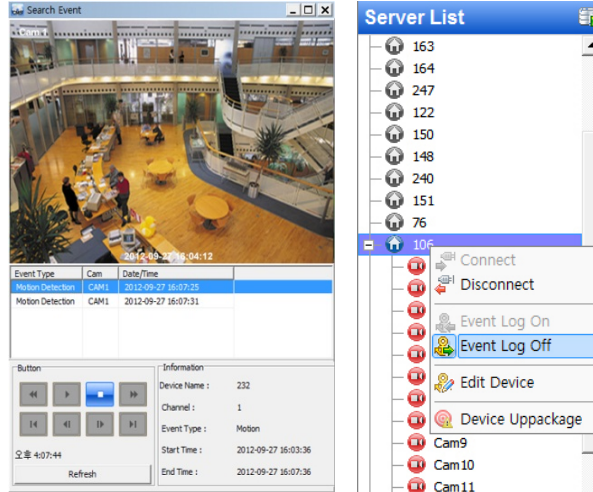 Search Event
Cam 1
2012-09-27 16:04:12
Event Type Cam Date/Time
Motion Detection CAM1 2012-09-27 16:07:25
Motion Detection CAM1 2012-09-27 16:07:31
Button
오후 4:07:44
Refresh
Information
Device Name : 232
Channel : 1
Event Type : Motion
Start Time : 2012-09-27 16:03:36
End Time : 2012-09-27 16:07:36
Server List
163
164
247
122
150
148
240
151
76
106
Connect
Disconnect
Event Log On
Event Log Off
Edit Device
Device Uppackage
Cam9
Cam10
Cam11